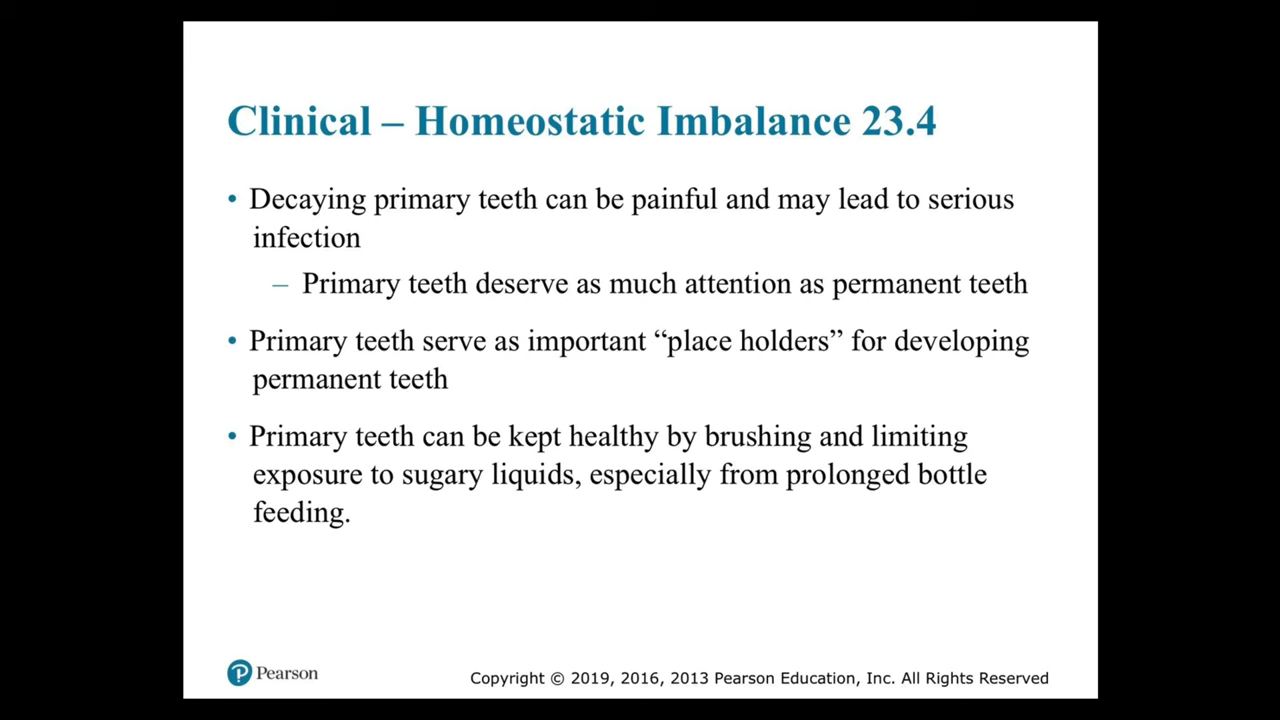 Clinical – Homeostatic Imbalance 23.4
• Decaying primary teeth can be painful and may lead to serious
infection
– Primary teeth deserve as much attention as permanent teeth
• Primary teeth serve as important “place holders” for developing
permanent teeth
• Primary teeth can be kept healthy by brushing and limiting
exposure to sugary liquids, especially from prolonged bottle
feeding.
P Pearson
Copyright © 2019, 2016, 2013 Pearson Education, Inc. All Rights Reserved